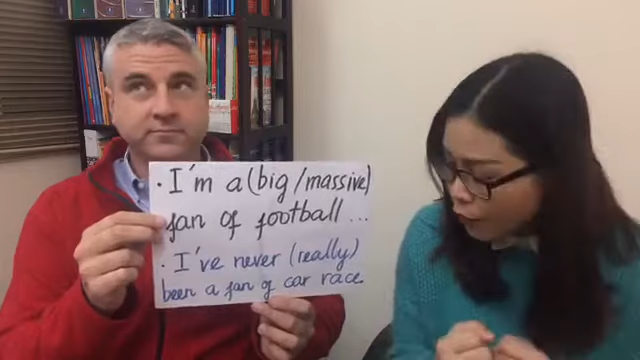 · I'm a (big/massive)
fan of football...
· I've never (really)
been a fan of car race.